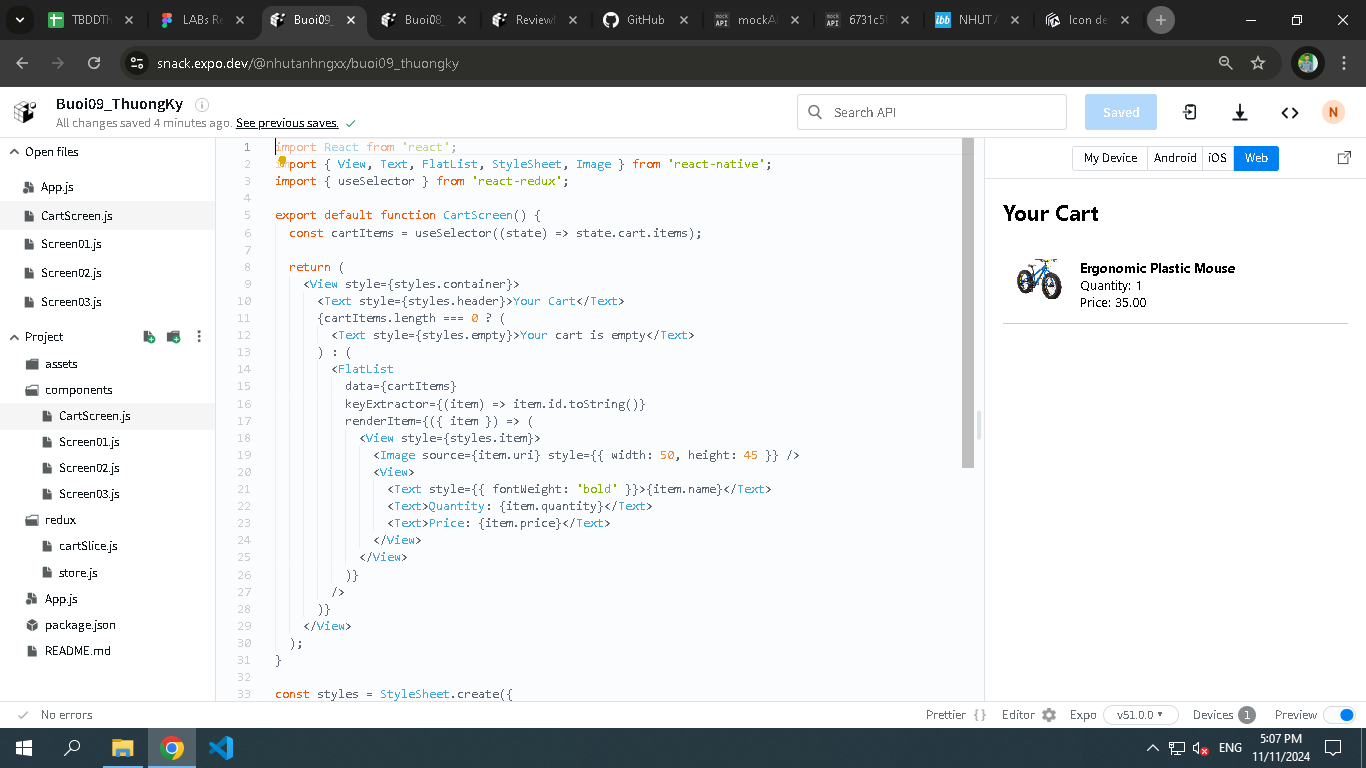 TBDDTh
LABs Re
Buoi09_
Buoi08_
Review
GitHub
mockA
6731c5
NHUT A
Icon de
snack.expo.dev/@nhutanhngxx/buoi09_thuongky
Buoi09_ThuongKy
All changes saved 4 minutes ago. See previous saves.
Search API
Saved
N
Open files
App.js
CartScreen.js
Screen01.js
Screen02.js
Screen03.js
Project
assets
components
CartScreen.js
Screen01.js
Screen02.js
Screen03.js
redux
cartSlice.js
store.js
App.js
package.json
README.md
1 import React from 'react';
2 import { View, Text, FlatList, StyleSheet, Image } from 'react-native';
3 import { useSelector } from 'react-redux';
4
5 export default function CartScreen() {
6 const cartItems = useSelector((state) => state.cart.items);
7
8 return (
9 <View style={styles.container}>
10 <Text style={styles.header}>Your Cart</Text>
11 {cartItems.length === 0 ? (
12 <Text style={styles.empty}>Your cart is empty</Text>
13 ) : (
14 <FlatList
15 data={cartItems}
16 keyExtractor={(item) => item.id.toString()}
17 renderItem={({ item }) => (
18 <View style={styles.item}>
19 <Image source={item.uri} style={{ width: 50, height: 45 }} />
20 <View>
21 <Text style={{ fontWeight: 'bold' }}>{item.name}</Text>
22 <Text>Quantity: {item.quantity}</Text>
23 <Text>Price: {item.price}</Text>
24 </View>
25 </View>
26 )}
27 />
28 )}
29 </View>
30 );
31 }
32
33 const styles = StyleSheet.create({
My Device
Android
iOS
Web
Your Cart
Ergonomic Plastic Mouse
Quantity: 1
Price: 35.00
No errors
Prettier { }
Editor
Expo
v51.0.0
Devices 1
Preview
ENG
5:07 PM
11/11/2024